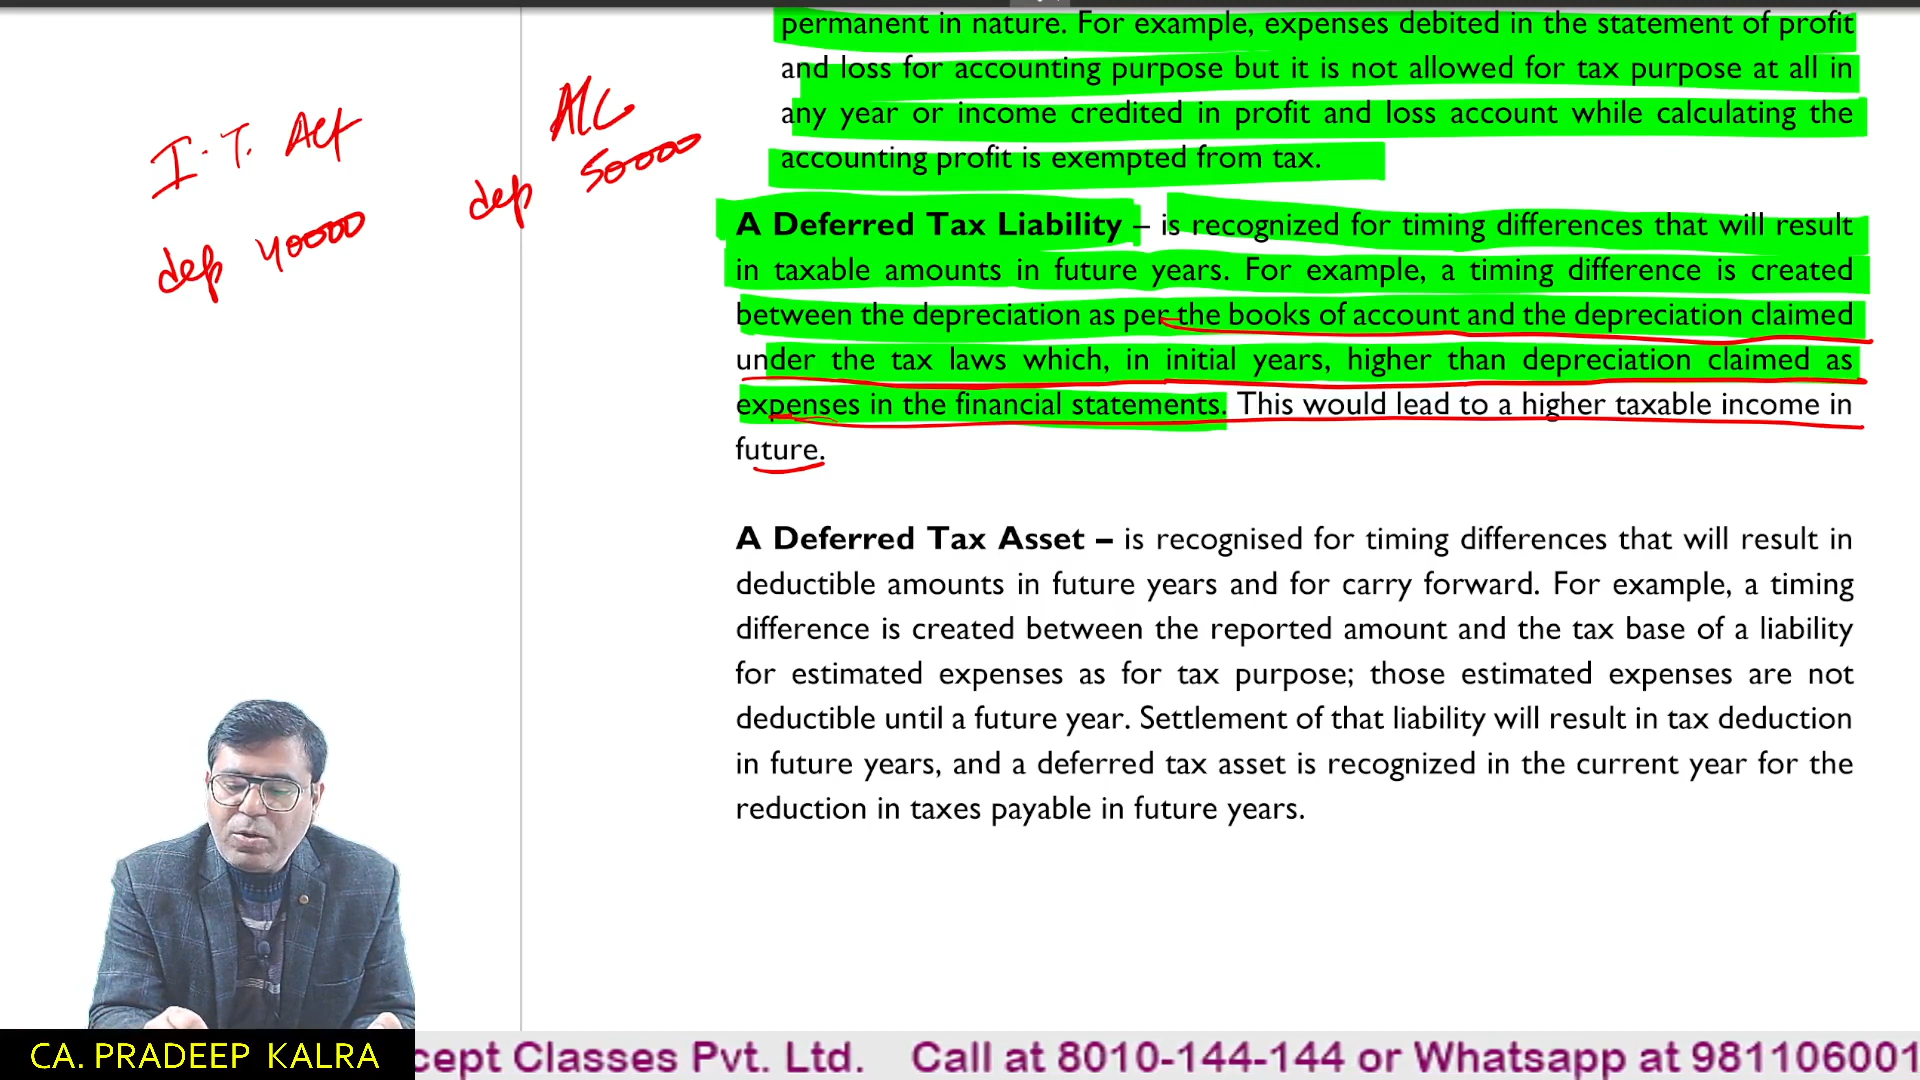 permanent in nature. For example, expenses debited in the statement of profit
and loss for accounting purpose but it is not allowed for tax purpose at all in
any year or income credited in profit and loss account while calculating the
accounting profit is exempted from tax.
I.T. Act
A/C
dep 40000
dep 50000
A Deferred Tax Liability – is recognized for timing differences that will result
in taxable amounts in future years. For example, a timing difference is created
between the depreciation as per the books of account and the depreciation claimed
under the tax laws which, in initial years, higher than depreciation claimed as
expenses in the financial statements. This would lead to a higher taxable income in
future.
A Deferred Tax Asset – is recognised for timing differences that will result in
deductible amounts in future years and for carry forward. For example, a timing
difference is created between the reported amount and the tax base of a liability
for estimated expenses as for tax purpose; those estimated expenses are not
deductible until a future year. Settlement of that liability will result in tax deduction
in future years, and a deferred tax asset is recognized in the current year for the
reduction in taxes payable in future years.
CA. PRADEEP KALRA
cept Classes Pvt. Ltd. Call at 8010-144-144 or Whatsapp at 981106001